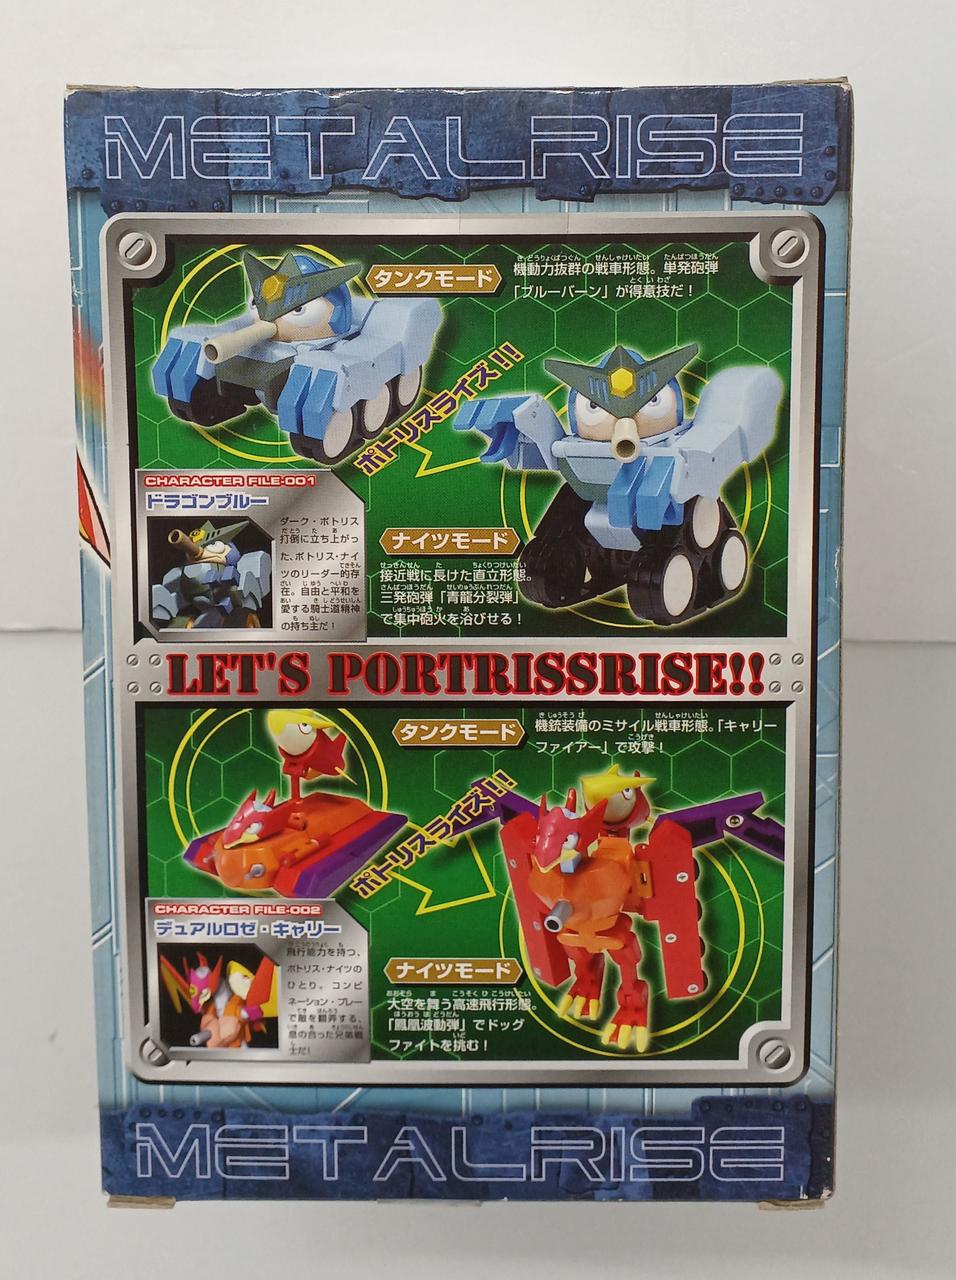 METALRISE
タンクモード
機動力抜群の戦車形態。単発砲弾
「ブルーバーン」が得意技だ！
ポトリスライズ!!
CHARACTER FILE-001
ドラゴンブルー
ダーク・ポトリス
打倒に立ち上がっ
た、ポトリス・ナイ
ツのリーダー的存
在。自由と平和を
愛する騎士道精神
の持ち主だ！
ナイツモード
接近戦に長けた直立形態。
三発砲弾「青龍分裂弾」
で集中砲火を浴びせる！
LET'S PORTRISSRISE!!
タンクモード
機銃装備のミサイル戦車形態。「キャリー
ファイアー」で攻撃！
ポトリスライズ!!
CHARACTER FILE-002
デュアルロゼ・キャリー
飛行能力を持つ、
ポトリス・ナイツの
ひとり。コンビ
ネーション・プレー
で敵を翻弄する、
息の合った兄弟戦
士だ！
ナイツモード
大空を舞う高速飛行形態。
「鳳凰波動弾」でドッグ
ファイトを挑む！
METALRISE